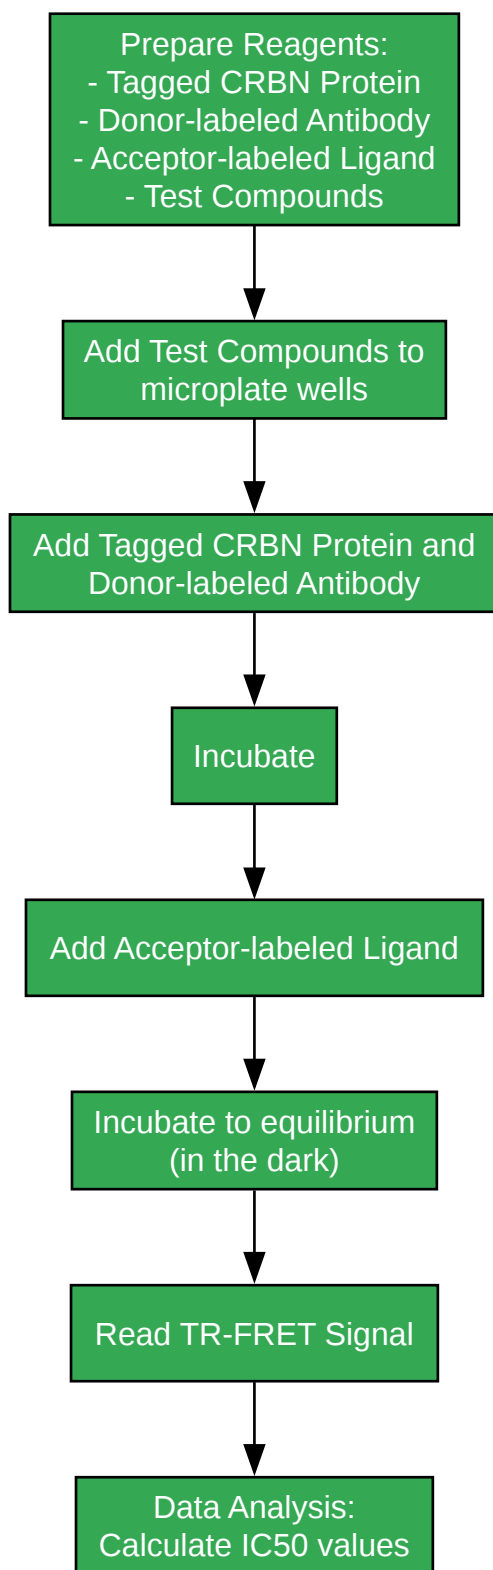 Prepare Reagents:
- Tagged CRBN Protein
- Donor-labeled Antibody
- Acceptor-labeled Ligand
- Test Compounds
Add Test Compounds to
microplate wells
Add Tagged CRBN Protein and
Donor-labeled Antibody
Incubate
Add Acceptor-labeled Ligand
Incubate to equilibrium
(in the dark)
Read TR-FRET Signal
Data Analysis:
Calculate IC50 values